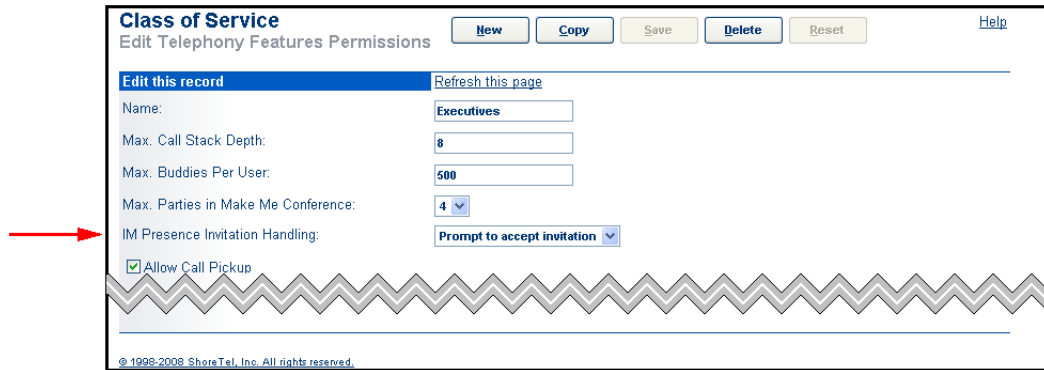 Class of Service
Edit Telephony Features Permissions
New Copy Save Delete Reset
Help
Edit this record Refresh this page
Name: Executives
Max. Call Stack Depth: 8
Max. Buddies Per User: 500
Max. Parties in Make Me Conference: 4
IM Presence Invitation Handling: Prompt to accept invitation
Allow Call Pickup
© 1998-2008 ShoreTel, Inc. All rights reserved.